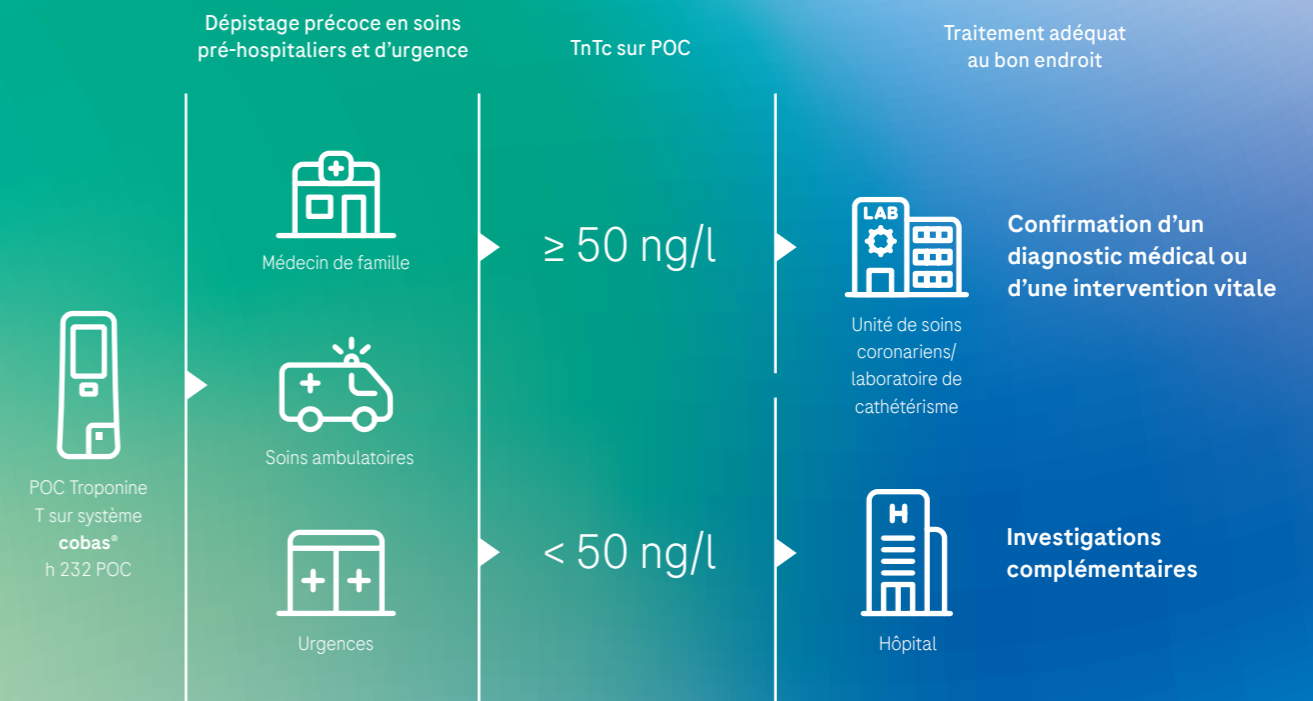 Dépistage précoce en soins
pré-hospitaliers et d’urgence
TnTc sur POC
Traitement adéquat
au bon endroit
POC Troponine
T sur système
cobas®
h 232 POC
Médecin de famille
Soins ambulatoires
Urgences
≥ 50 ng/l
< 50 ng/l
LAB
Unité de soins
coronariens/
laboratoire de
cathétérisme
Confirmation d’un
diagnostic médical ou
d’une intervention vitale
H
Hôpital
Investigations
complémentaires